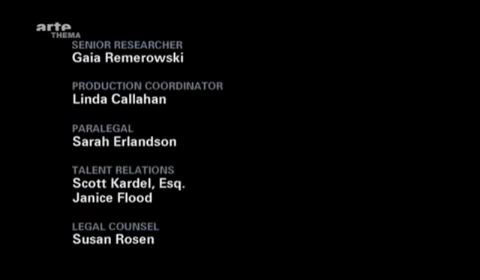 arte
THEMA
SENIOR RESEARCHER
Gaia Remerowski
PRODUCTION COORDINATOR
Linda Callahan
PARALEGAL
Sarah Erlandson
TALENT RELATIONS
Scott Kardel, Esq.
Janice Flood
LEGAL COUNSEL
Susan Rosen